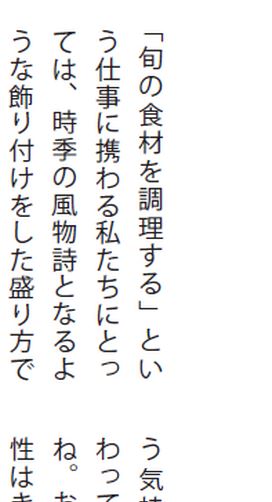 「旬の食材を調理する」とい
う仕事に携わる私たちにとっ
ては、時季の風物詩となるよ
うな飾り付けをした盛り方で
う気
わって
ね。お
性は